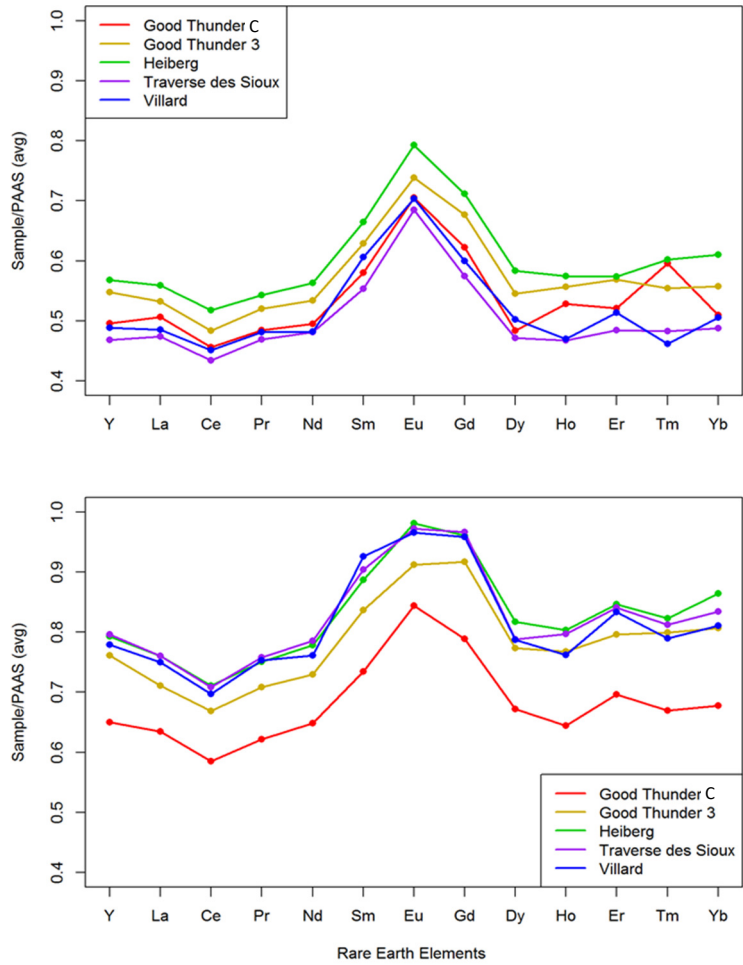 Good Thunder C
Good Thunder 3
Heiberg
Traverse des Sioux
Villard
Sample/PAAS (avg)
1.0
0.9
0.8
0.7
0.6
0.5
0.4
Y La Ce Pr Nd Sm Eu Gd Dy Ho Er Tm Yb
Sample/PAAS (avg)
1.0
0.9
0.8
0.7
0.6
0.5
0.4
Good Thunder C
Good Thunder 3
Heiberg
Traverse des Sioux
Villard
Y La Ce Pr Nd Sm Eu Gd Dy Ho Er Tm Yb
Rare Earth Elements